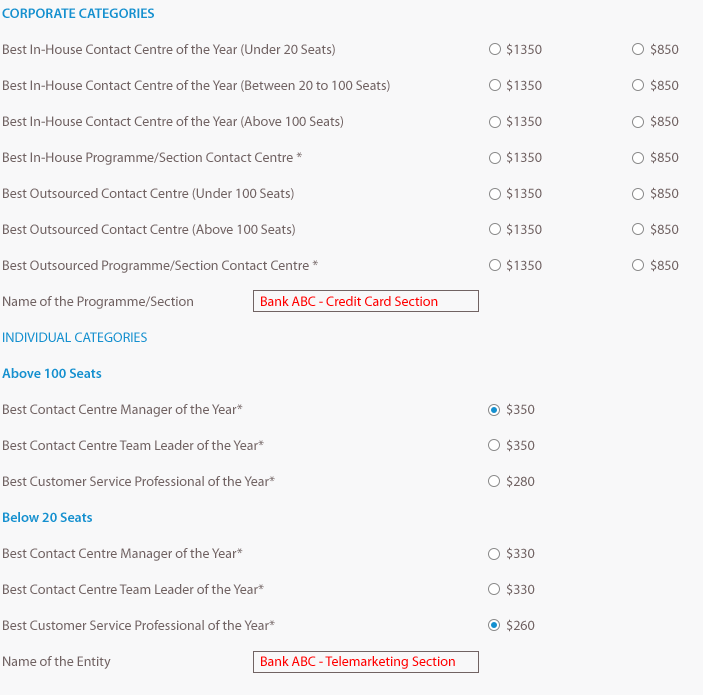 CORPORATE CATEGORIES
Best In-House Contact Centre of the Year (Under 20 Seats) $1350 $850
Best In-House Contact Centre of the Year (Between 20 to 100 Seats) $1350 $850
Best In-House Contact Centre of the Year (Above 100 Seats) $1350 $850
Best In-House Programme/Section Contact Centre * $1350 $850
Best Outsourced Contact Centre (Under 100 Seats) $1350 $850
Best Outsourced Contact Centre (Above 100 Seats) $1350 $850
Best Outsourced Programme/Section Contact Centre * $1350 $850
Name of the Programme/Section Bank ABC - Credit Card Section
INDIVIDUAL CATEGORIES
Above 100 Seats
Best Contact Centre Manager of the Year* $350
Best Contact Centre Team Leader of the Year* $350
Best Customer Service Professional of the Year* $280
Below 20 Seats
Best Contact Centre Manager of the Year* $330
Best Contact Centre Team Leader of the Year* $330
Best Customer Service Professional of the Year* $260
Name of the Entity Bank ABC - Telemarketing Section